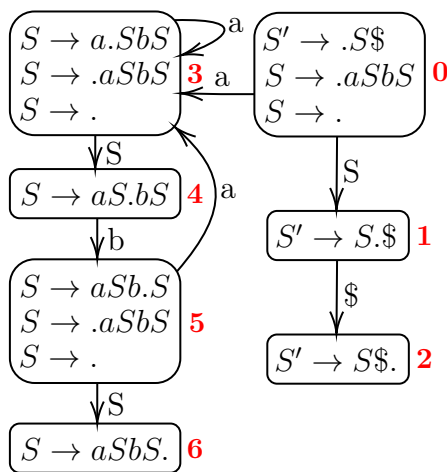 S → a.SbS
S → .aSbS
S → .
3
a
S' → .S$
S → .aSbS
S → .
0
a
S
S → aS.bS
4
a
S
S' → S.$
1
b
S → aSb.S
S → .aSbS
S → .
5
$
S' → S$.
2
S
S → aSbS.
6